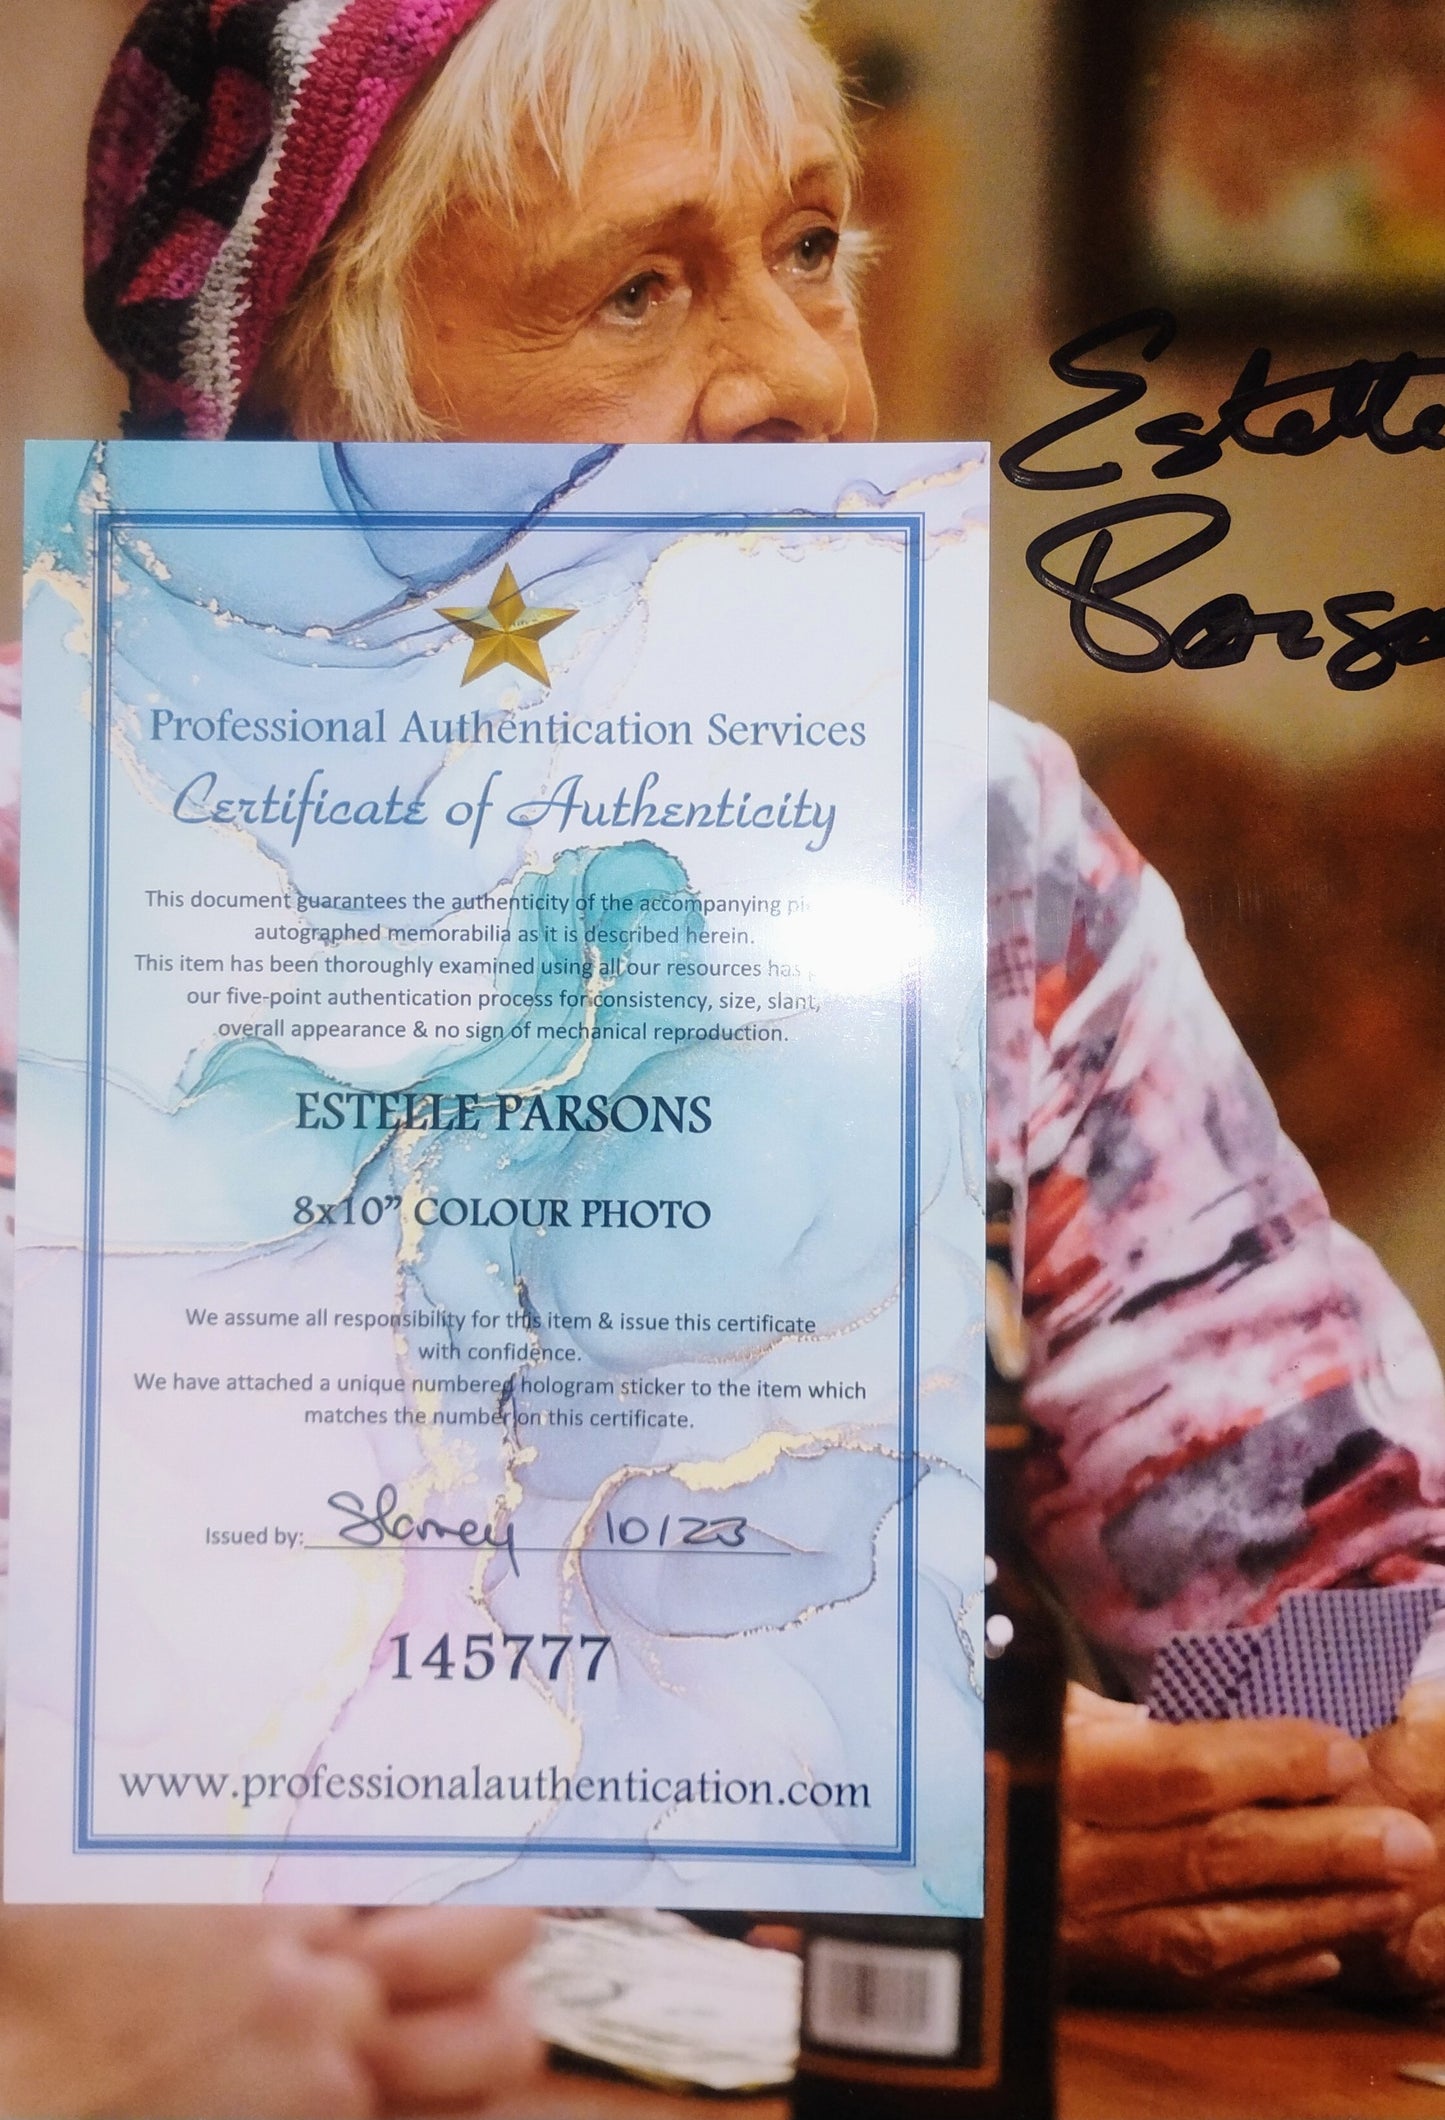 Estelle
Parso
Professional Authentication Services
Certificate of Authenticity
This document guarantees the authenticity of the accompanying
autographed memorabilia as it is described herein.
This item has been thoroughly examined using all our resources has
our five-point authentication process for consistency, size, slant,
overall appearance & no sign of mechanical reproduction.
ESTELLE PARSONS
8x10” COLOUR PHOTO
We assume all responsibility for this item & issue this certificate
with confidence.
We have attached a unique numbered hologram sticker to the item which
matches the number on this certificate.
Issued by: 10/23
145777
www.professionalauthentication.com